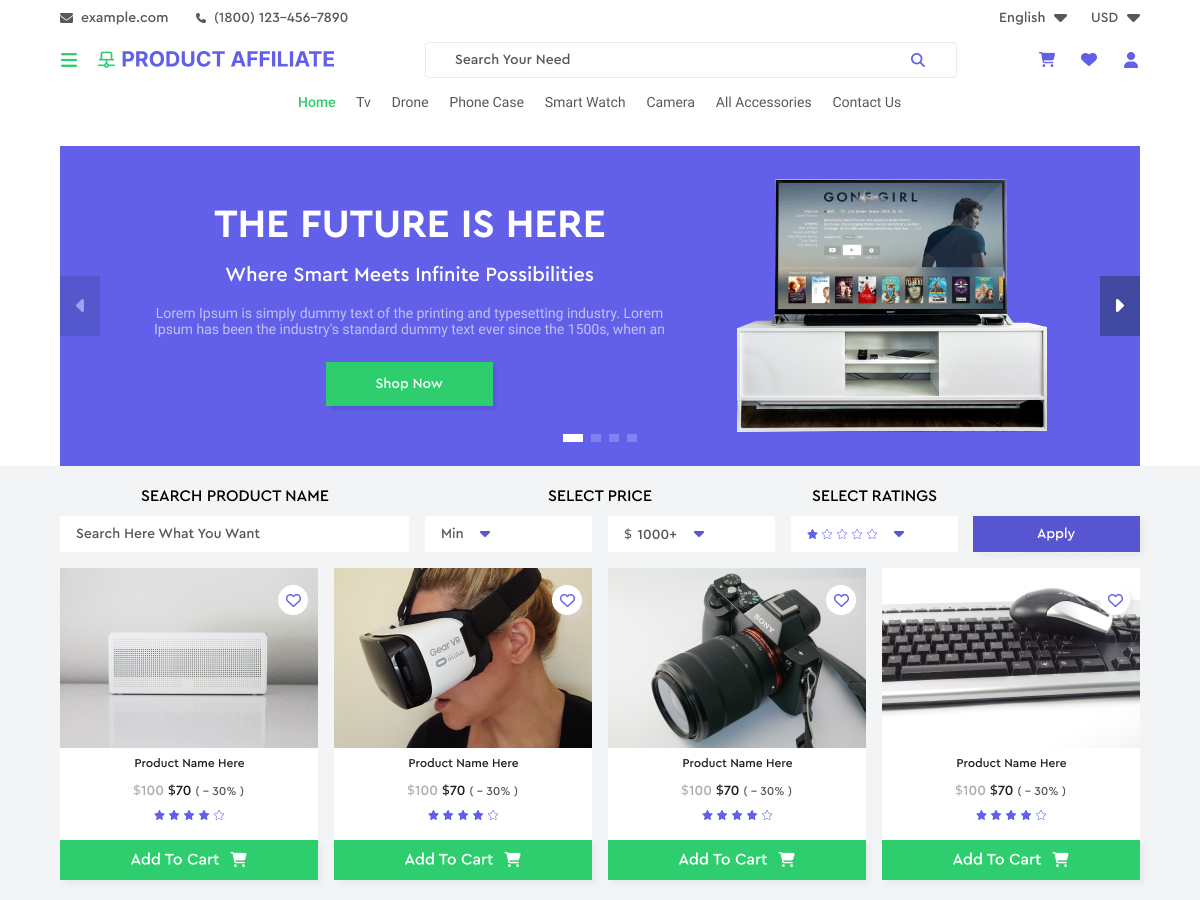 example.com (1800) 123-456-7890 English USD
PRODUCT AFFILIATE Search Your Need
Home Tv Drone Phone Case Smart Watch Camera All Accessories Contact Us
GONE GIRL
THE FUTURE IS HERE
Where Smart Meets Infinite Possibilities
Lorem Ipsum is simply dummy text of the printing and typesetting industry. Lorem
Ipsum has been the industry's standard dummy text ever since the 1500s, when an
Shop Now
SEARCH PRODUCT NAME SELECT PRICE SELECT RATINGS
Search Here What You Want Min $ 1000+ Apply
Gear VR
oculus
SONY
Product Name Here Product Name Here Product Name Here Product Name Here
$100 $70 ( - 30% ) $100 $70 ( - 30% ) $100 $70 ( - 30% ) $100 $70 ( - 30% )
Add To Cart Add To Cart Add To Cart Add To Cart